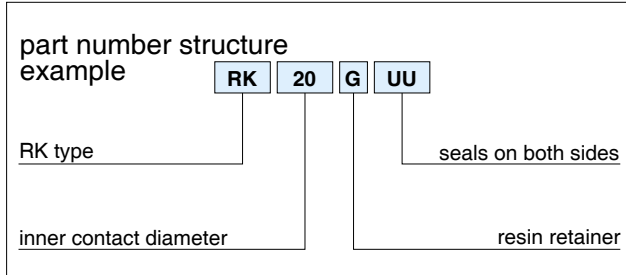 part number structure
example
RK 20 G UU
RK type
seals on both sides
inner contact diameter
resin retainer